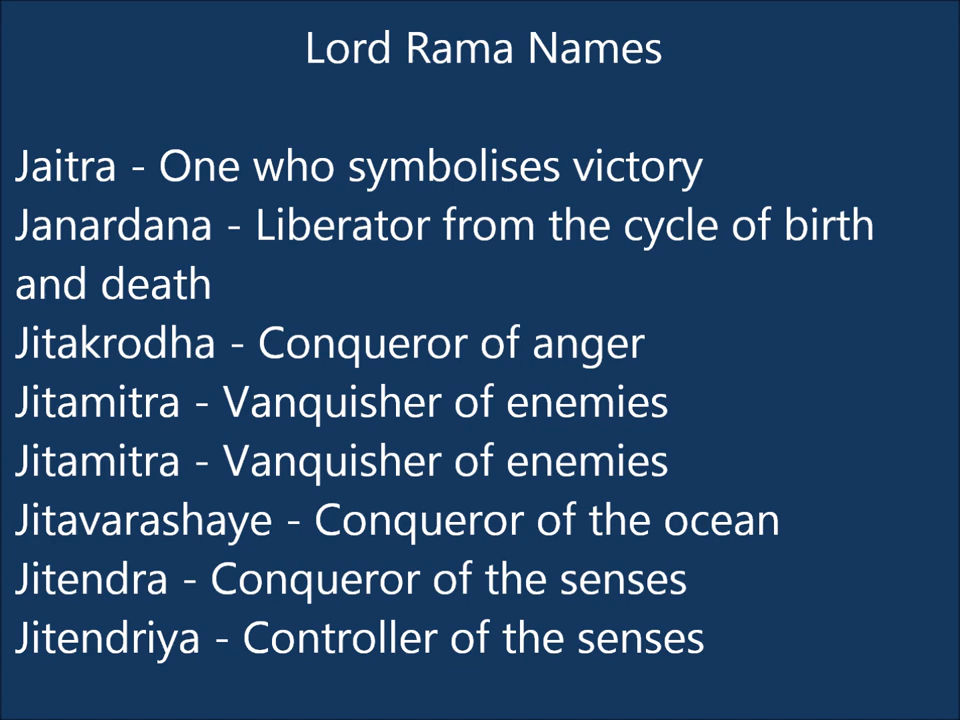 Lord Rama Names
Jaitra - One who symbolises victory
Janardana - Liberator from the cycle of birth
and death
Jitakrodha - Conqueror of anger
Jitamitra - Vanquisher of enemies
Jitamitra - Vanquisher of enemies
Jitavarashaye - Conqueror of the ocean
Jitendra - Conqueror of the senses
Jitendriya - Controller of the senses